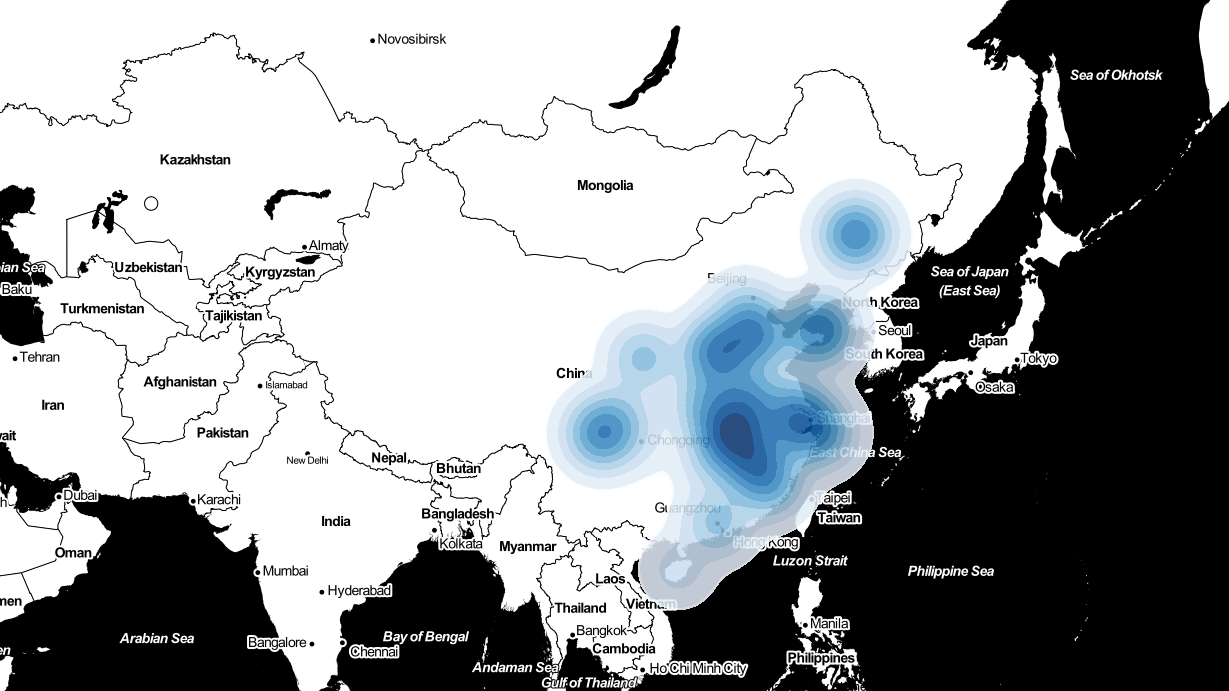 Novosibirsk
Sea of Okhotsk
Kazakhstan
Mongolia
Almaty
ian Sea
Uzbekistan
Kyrgyzstan
Beijing
Sea of Japan
(East Sea)
Baku
Turkmenistan
Tajikistan
North Korea
Seoul
Japan
Tehran
South Korea
Tokyo
China
Afghanistan
Islamabad
Osaka
Iran
Pakistan
Shanghai
wait
Chongqing
New Delhi
Nepal
Bhutan
East China Sea
Dubai
Karachi
Bangladesh
Guangzhou
Taipei
India
Taiwan
Kolkata
Myanmar
Hong Kong
Oman
Luzon Strait
Mumbai
Laos
Philippine Sea
Hyderabad
men
Thailand
Vietnam
Manila
Arabian Sea
Bay of Bengal
Bangkok
Bangalore
Chennai
Cambodia
Philippines
en
Andaman Sea
Ho Chi Minh City
Gulf of Thailand